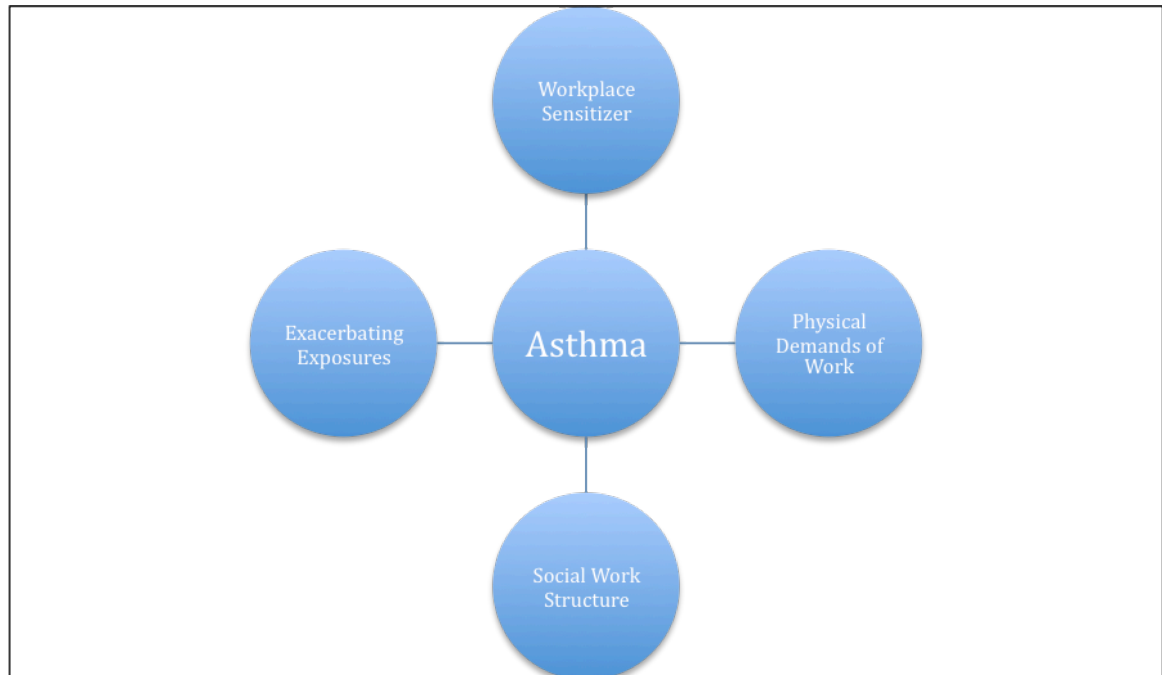 Workplace
Sensitizer
Exacerbating
Exposures
Asthma
Physical
Demands of
Work
Social Work
Structure